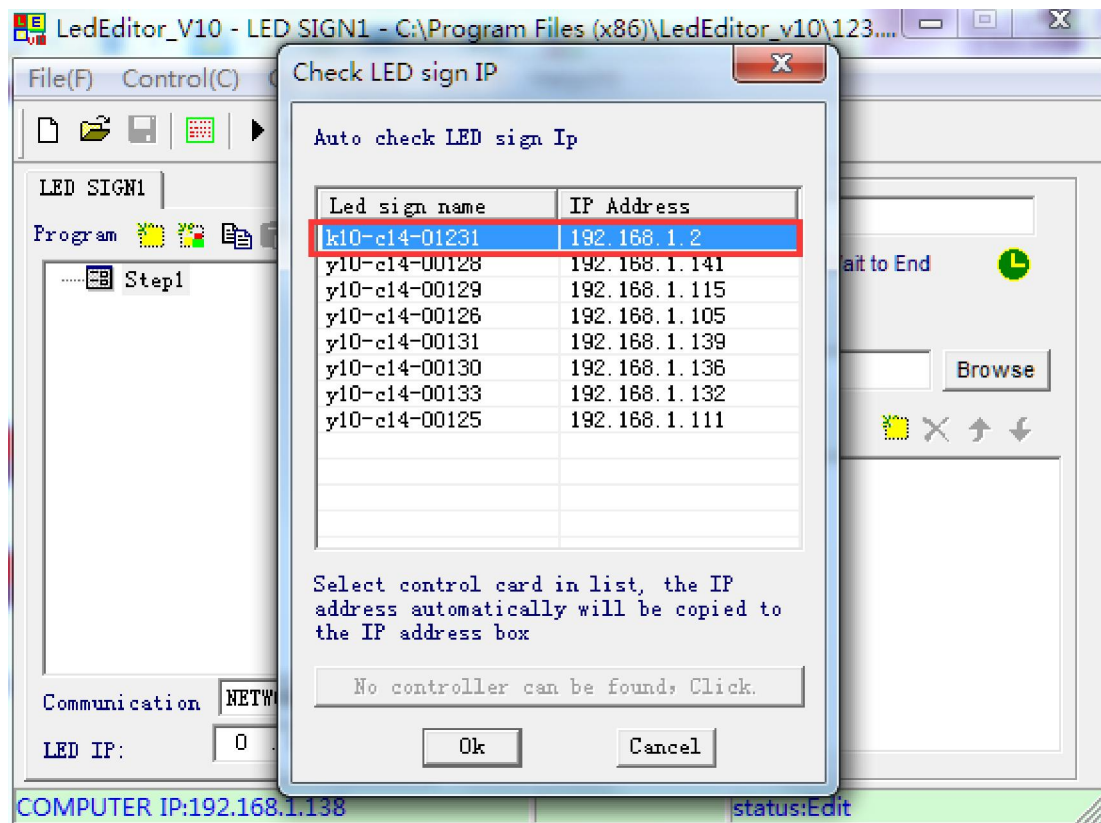 LedEditor_V10 - LED SIGN1 - C:\Program Files (x86)\LedEditor_v10\123....
File(F) Control(C)
Check LED sign IP
Auto check LED sign Ip
LED SIGN1
Led sign name IP Address
Program
k10-c14-01231 192.168.1.2
y10-c14-00128 192.168.1.141
ait to End
Step1
y10-c14-00129 192.168.1.115
y10-c14-00126 192.168.1.105
y10-c14-00131 192.168.1.139
y10-c14-00130 192.168.1.136
Browse
y10-c14-00133 192.168.1.132
y10-c14-00125 192.168.1.111
Select control card in list, the IP
address automatically will be copied to
the IP address box
No controller can be found, Click.
Communication NETW
LED IP: 0 .
Ok Cancel
COMPUTER IP:192.168.1.138 status:Edit